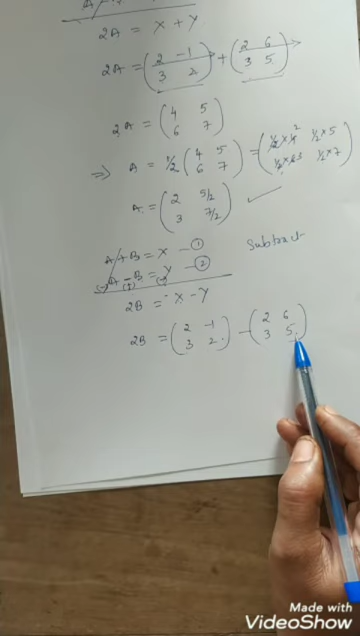 2A = X + Y
2A = (2 -1 3 2) + (2 6 3 5)
2A = (4 5 6 7)
⇒ A = 1/2 (4 5 6 7) = (1/2×4 2 1/2×5 1/2×6 3 1/2×7)
A = (2 5/2 3 7/2) ✓
A+B = X – ① Subtract
A–B = Y – ②
(-) (+) (-)
2B = X – Y
2B = (2 -1 3 2) – (2 6 3 5)
Made with
VideoShow